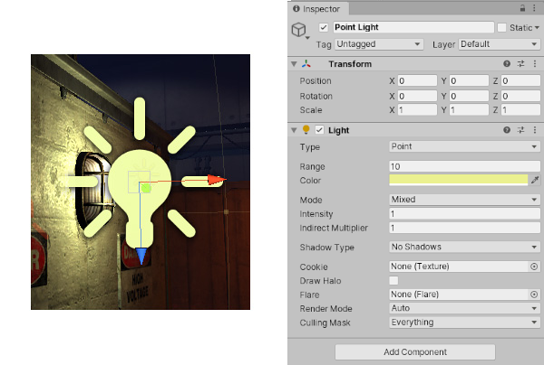 HIGH
VOLTAGE
Inspector
Point Light Static
Tag Untagged Layer Default
Transform
Position X 0 Y 0 Z 0
Rotation X 0 Y 0 Z 0
Scale X 1 Y 1 Z 1
Light
Type Point
Range 10
Color
Mode Mixed
Intensity 1
Indirect Multiplier 1
Shadow Type No Shadows
Cookie None (Texture)
Draw Halo
Flare None (Flare)
Render Mode Auto
Culling Mask Everything
Add Component